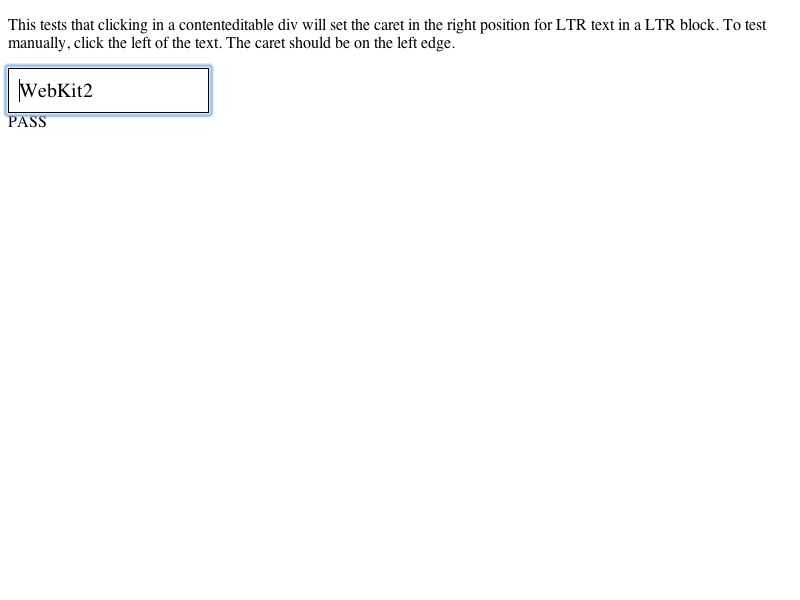 This tests that clicking in a contenteditable div will set the caret in the right position for LTR text in a LTR block. To test
manually, click the left of the text. The caret should be on the left edge.
WebKit2
PASS